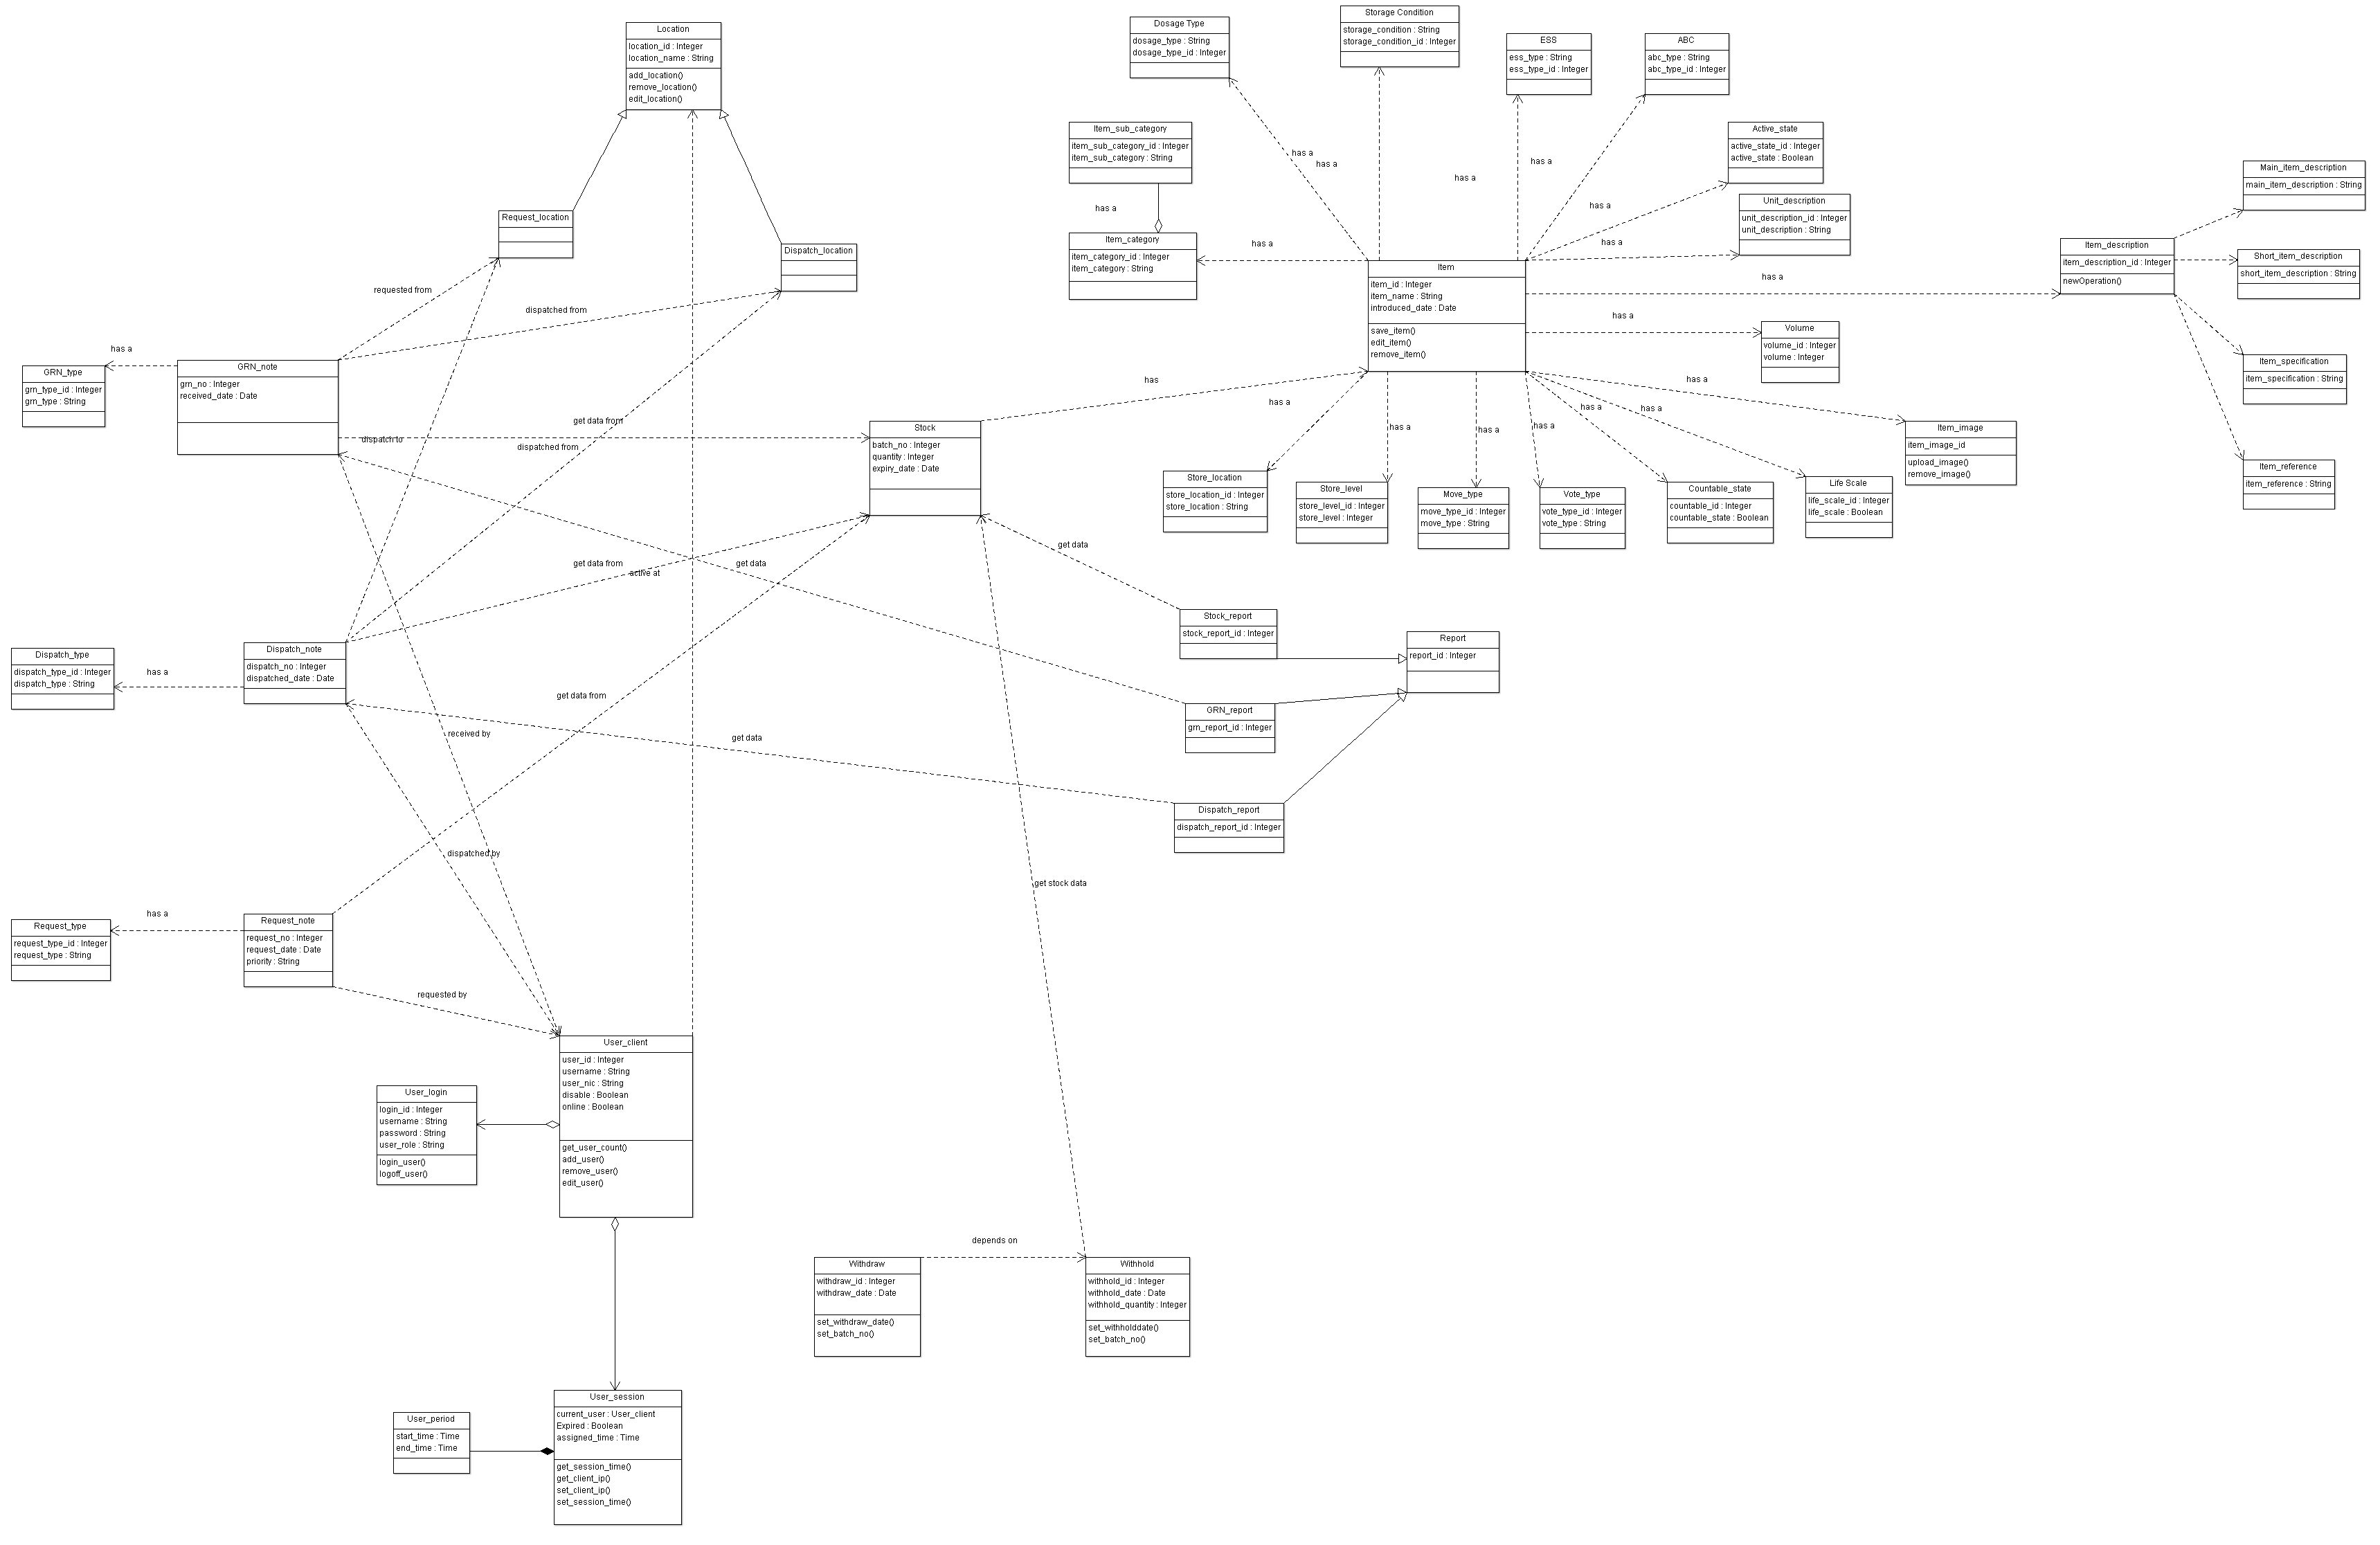 Location
location_id : Integer
location_name : String
add_location()
remove_location()
edit_location()
Dosage Type
dosage_type : String
dosage_type_id : Integer
Storage Condition
storage_condition : String
storage_condition_id : Integer
ESS
ess_type : String
ess_type_id : Integer
ABC
abc_type : String
abc_type_id : Integer
Item_sub_category
item_sub_category_id : Integer
item_sub_category : String
has a
has a
has a
has a
Active_state
active_state_id : Integer
active_state : Boolean
Main_item_description
main_item_description : String
has a
has a
has a
Unit_description
unit_description_id : Integer
unit_description : String
Request_location
Dispatch_location
Item_category
item_category_id : Integer
item_category : String
has a
has a
Item_description
item_description_id : Integer
newOperation()
Short_item_description
short_item_description : String
Item
item_id : Integer
item_name : String
introduced_date : Date
save_item()
edit_item()
remove_item()
has a
requested from
dispatched from
has a
Volume
volume_id : Integer
volume : Integer
has a
GRN_type
grn_type_id : Integer
grn_type : String
GRN_note
grn_no : Integer
received_date : Date
Item_specification
item_specification : String
has
has a
has a
has a
has a
has a
has a
has a
has a
get data from
dispatch to
dispatched from
Stock
batch_no : Integer
quantity : Integer
expiry_date : Date
Item_image
item_image_id
upload_image()
remove_image()
Store_location
store_location_id : Integer
store_location : String
Store_level
store_level_id : Integer
store_level : Integer
Move_type
move_type_id : Integer
move_type : String
Vote_type
vote_type_id : Integer
vote_type : String
Countable_state
countable_id : Integer
countable_state : Boolean
Life Scale
life_scale_id : Integer
life_scale : Boolean
Item_reference
item_reference : String
get data
get data from
active at
get data
Stock_report
stock_report_id : Integer
Report
report_id : Integer
Dispatch_type
dispatch_type_id : Integer
dispatch_type : String
has a
Dispatch_note
dispatch_no : Integer
dispatched_date : Date
get data from
GRN_report
grn_report_id : Integer
received by
get data
Dispatch_report
dispatch_report_id : Integer
dispatched by
get stock data
Request_type
request_type_id : Integer
request_type : String
has a
Request_note
request_no : Integer
request_date : Date
priority : String
requested by
User_client
user_id : Integer
username : String
user_nic : String
disable : Boolean
online : Boolean
get_user_count()
add_user()
remove_user()
edit_user()
User_login
login_id : Integer
username : String
password : String
user_role : String
login_user()
logoff_user()
depends on
Withdraw
withdraw_id : Integer
withdraw_date : Date
set_withdraw_date()
set_batch_no()
Withhold
withhold_id : Integer
withhold_date : Date
withhold_quantity : Integer
set_withholddate()
set_batch_no()
User_session
current_user : User_client
Expired : Boolean
assigned_time : Time
get_session_time()
get_client_ip()
set_client_ip()
set_session_time()
User_period
start_time : Time
end_time : Time